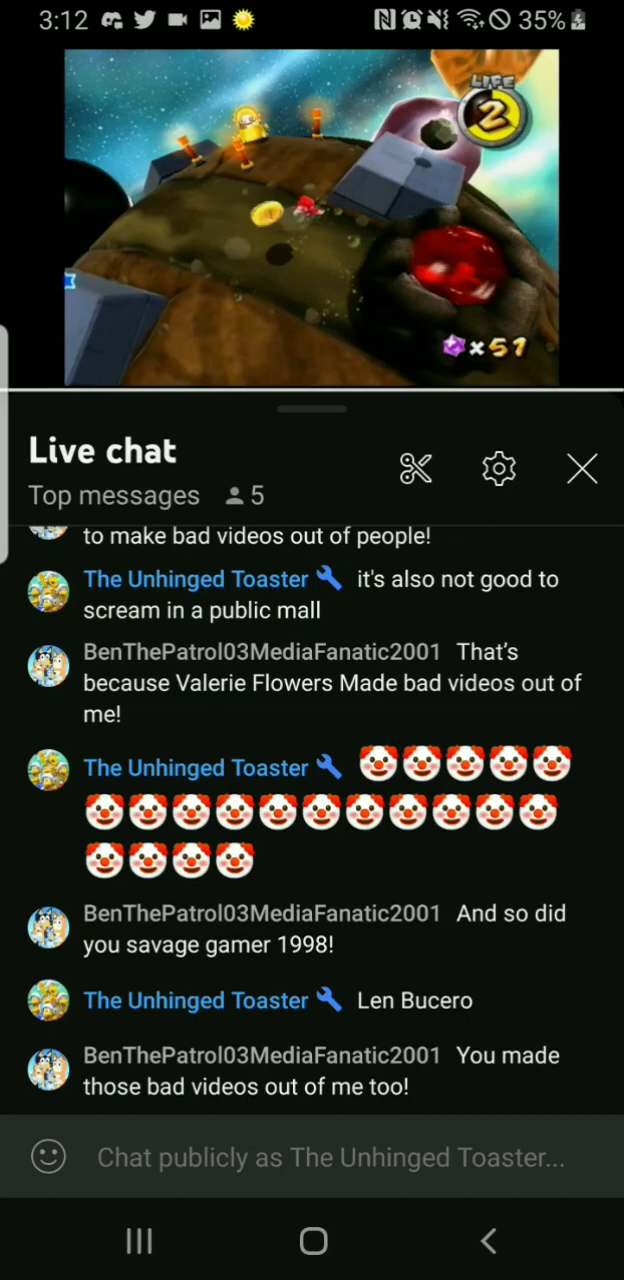 3:12
35%
LIFE
2
×51
Live chat
Top messages 5
to make bad videos out of people!
The Unhinged Toaster it's also not good to
scream in a public mall
BenThePatrol03MediaFanatic2001 That's
because Valerie Flowers Made bad videos out of
me!
The Unhinged Toaster 🤡🤡🤡🤡🤡
🤡🤡🤡🤡🤡🤡🤡🤡🤡🤡🤡
🤡🤡🤡🤡
BenThePatrol03MediaFanatic2001 And so did
you savage gamer 1998!
The Unhinged Toaster Len Bucero
BenThePatrol03MediaFanatic2001 You made
those bad videos out of me too!
Chat publicly as The Unhinged Toaster...